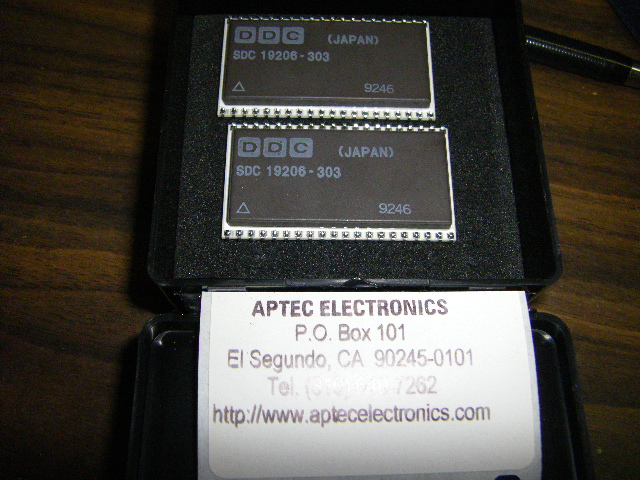 DDC (JAPAN)
SDC 19206-303
△ 9246
DDC (JAPAN)
SDC 19206-303
△ 9246
APTEC ELECTRONICS
P.O. Box 101
El Segundo, CA 90245-0101
Tel.
http://www.aptecelectronics.com